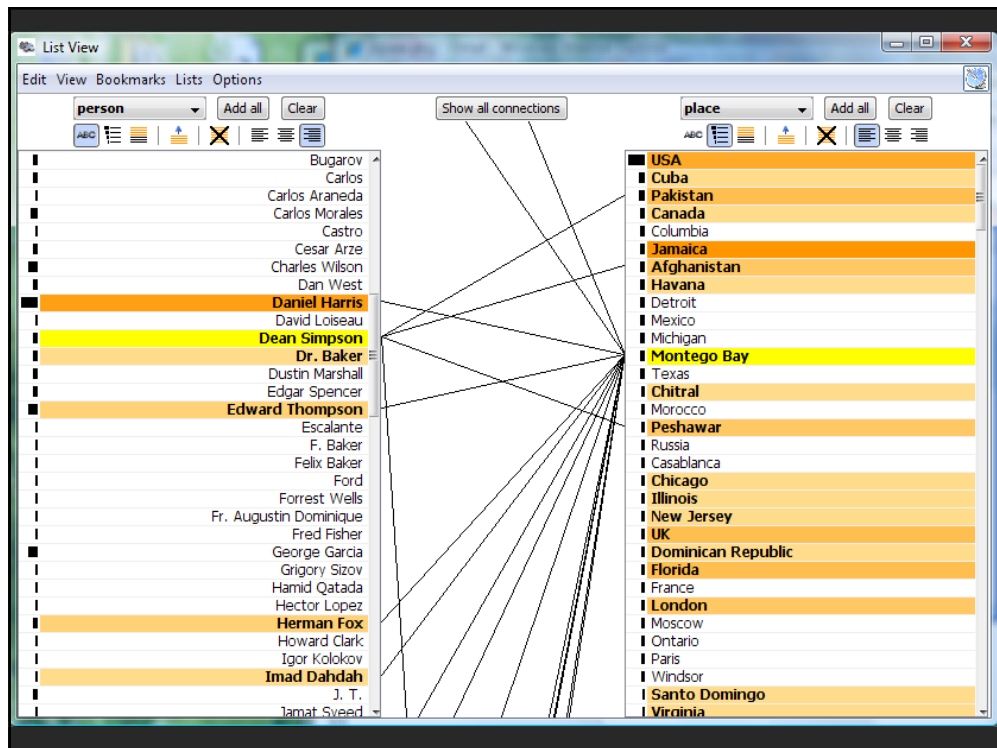 List View
Edit View Bookmarks Lists Options
person Add all Clear
Show all connections
place Add all Clear
ABC
ABC
Bugarov
Carlos
Carlos Araneda
Carlos Morales
Castro
Cesar Arze
Charles Wilson
Dan West
Daniel Harris
David Loiseau
Dean Simpson
Dr. Baker
Dustin Marshall
Edgar Spencer
Edward Thompson
Escalante
F. Baker
Felix Baker
Ford
Forrest Wells
Fr. Augustin Dominique
Fred Fisher
George Garcia
Grigory Sizov
Hamid Qatada
Hector Lopez
Herman Fox
Howard Clark
Igor Kolokov
Imad Dahdah
J. T.
Jamat Syeed
USA
Cuba
Pakistan
Canada
Columbia
Jamaica
Afghanistan
Havana
Detroit
Mexico
Michigan
Montego Bay
Texas
Chitral
Morocco
Peshawar
Russia
Casablanca
Chicago
Illinois
New Jersey
UK
Dominican Republic
Florida
France
London
Moscow
Ontario
Paris
Windsor
Santo Domingo
Virginia